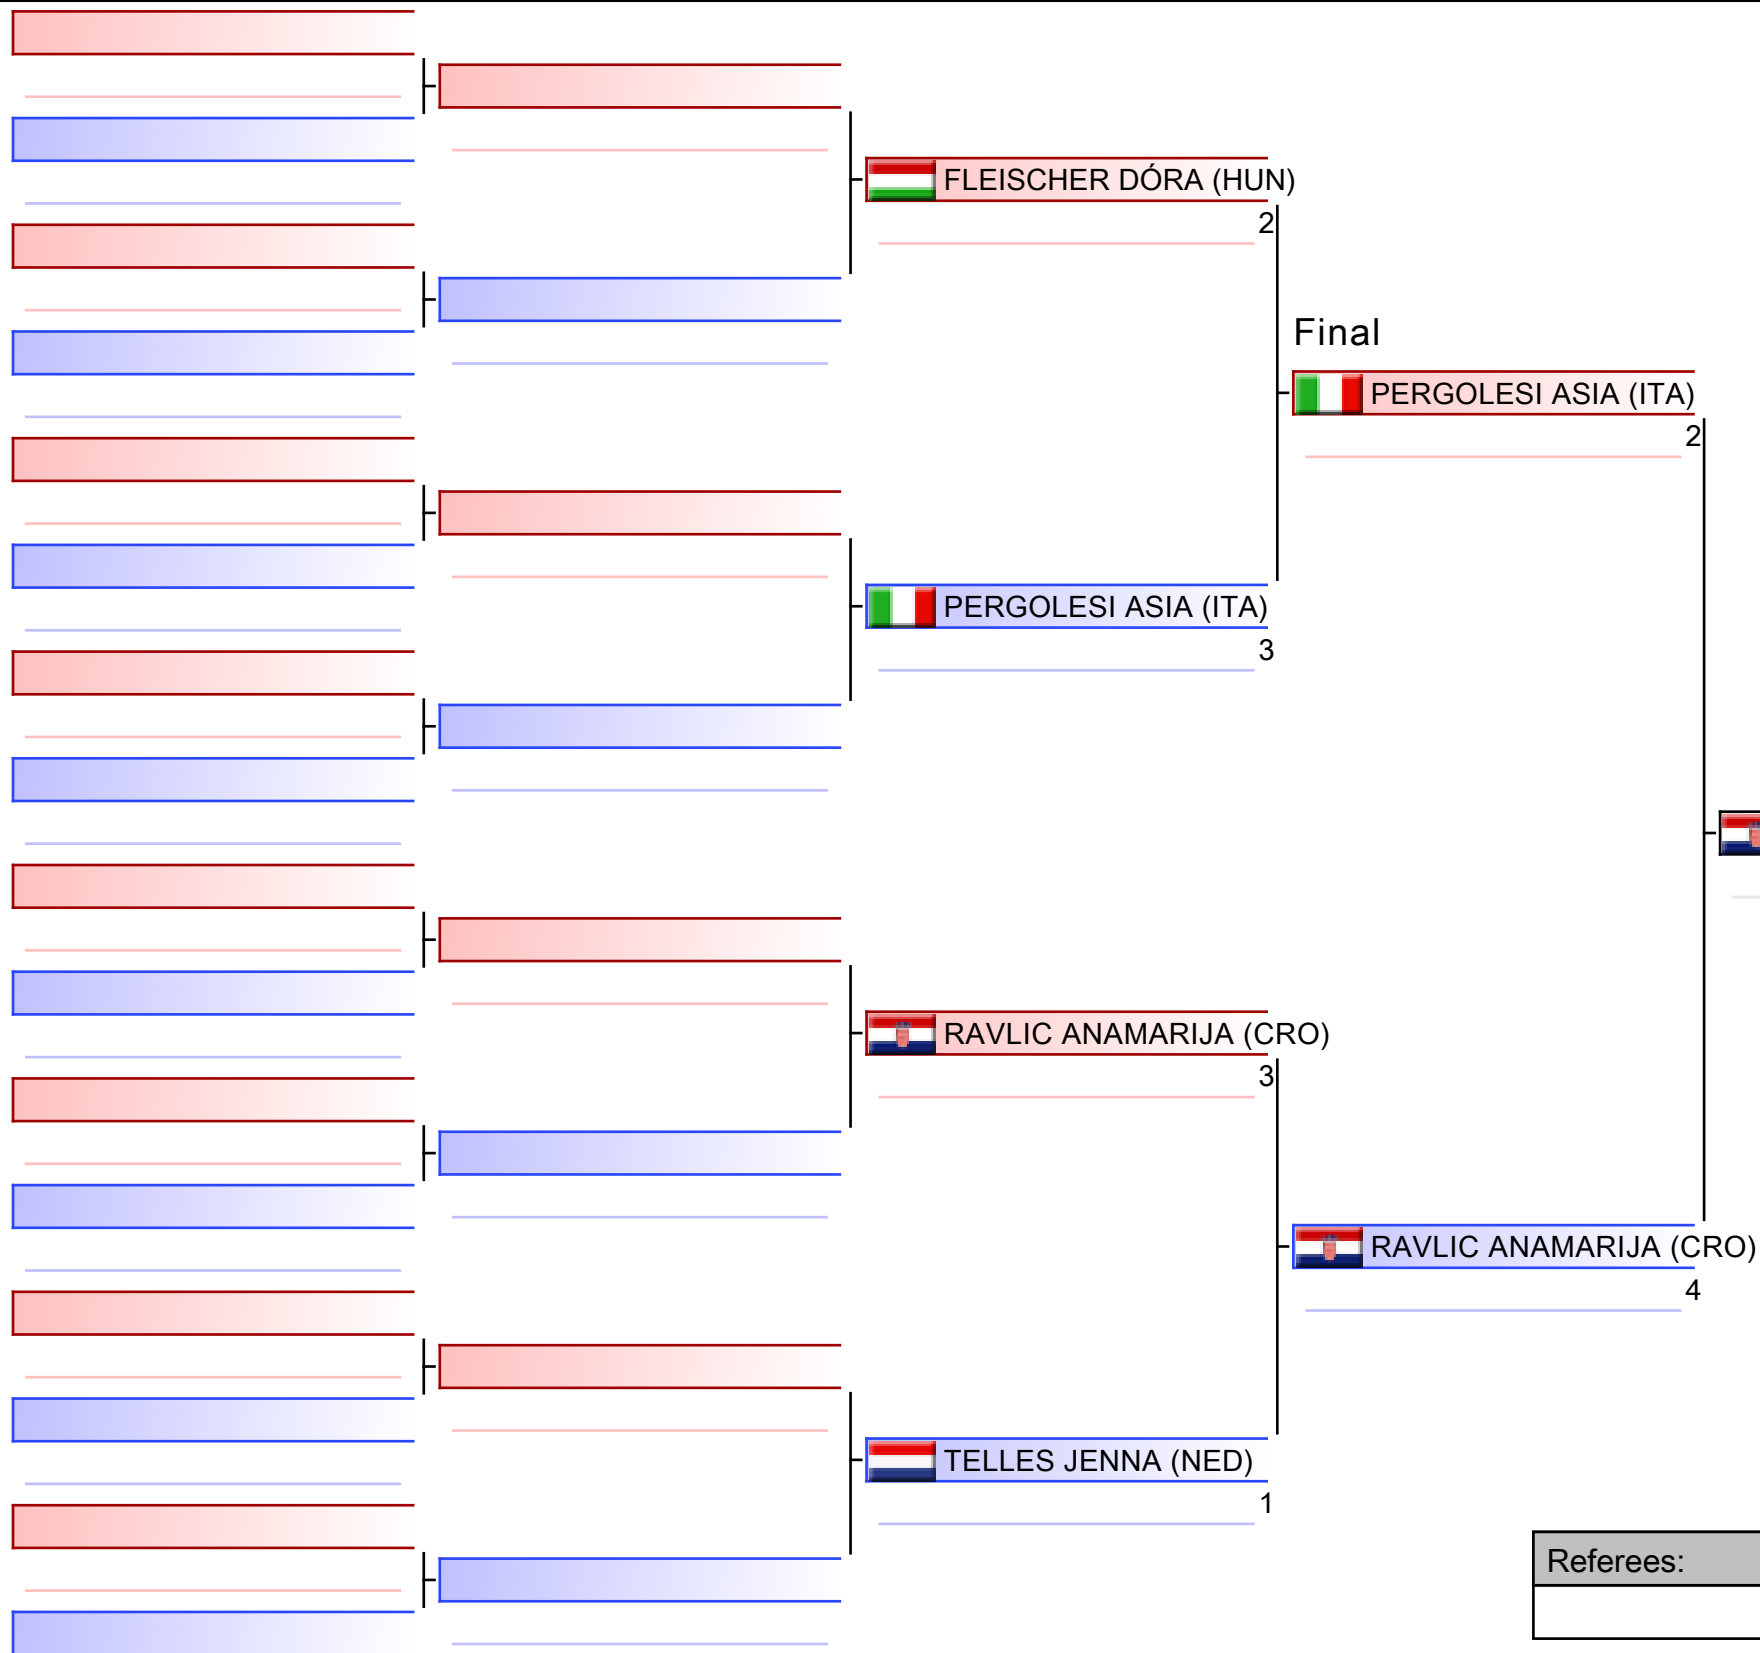 FLEISCHER DÓRA (HUN)
2
Final
PERGOLESI ASIA (ITA)
2
PERGOLESI ASIA (ITA)
3
RAVLIC ANAMARIJA (CRO)
3
RAVLIC ANAMARIJA (CRO)
4
TELLES JENNA (NED)
1
Referees: